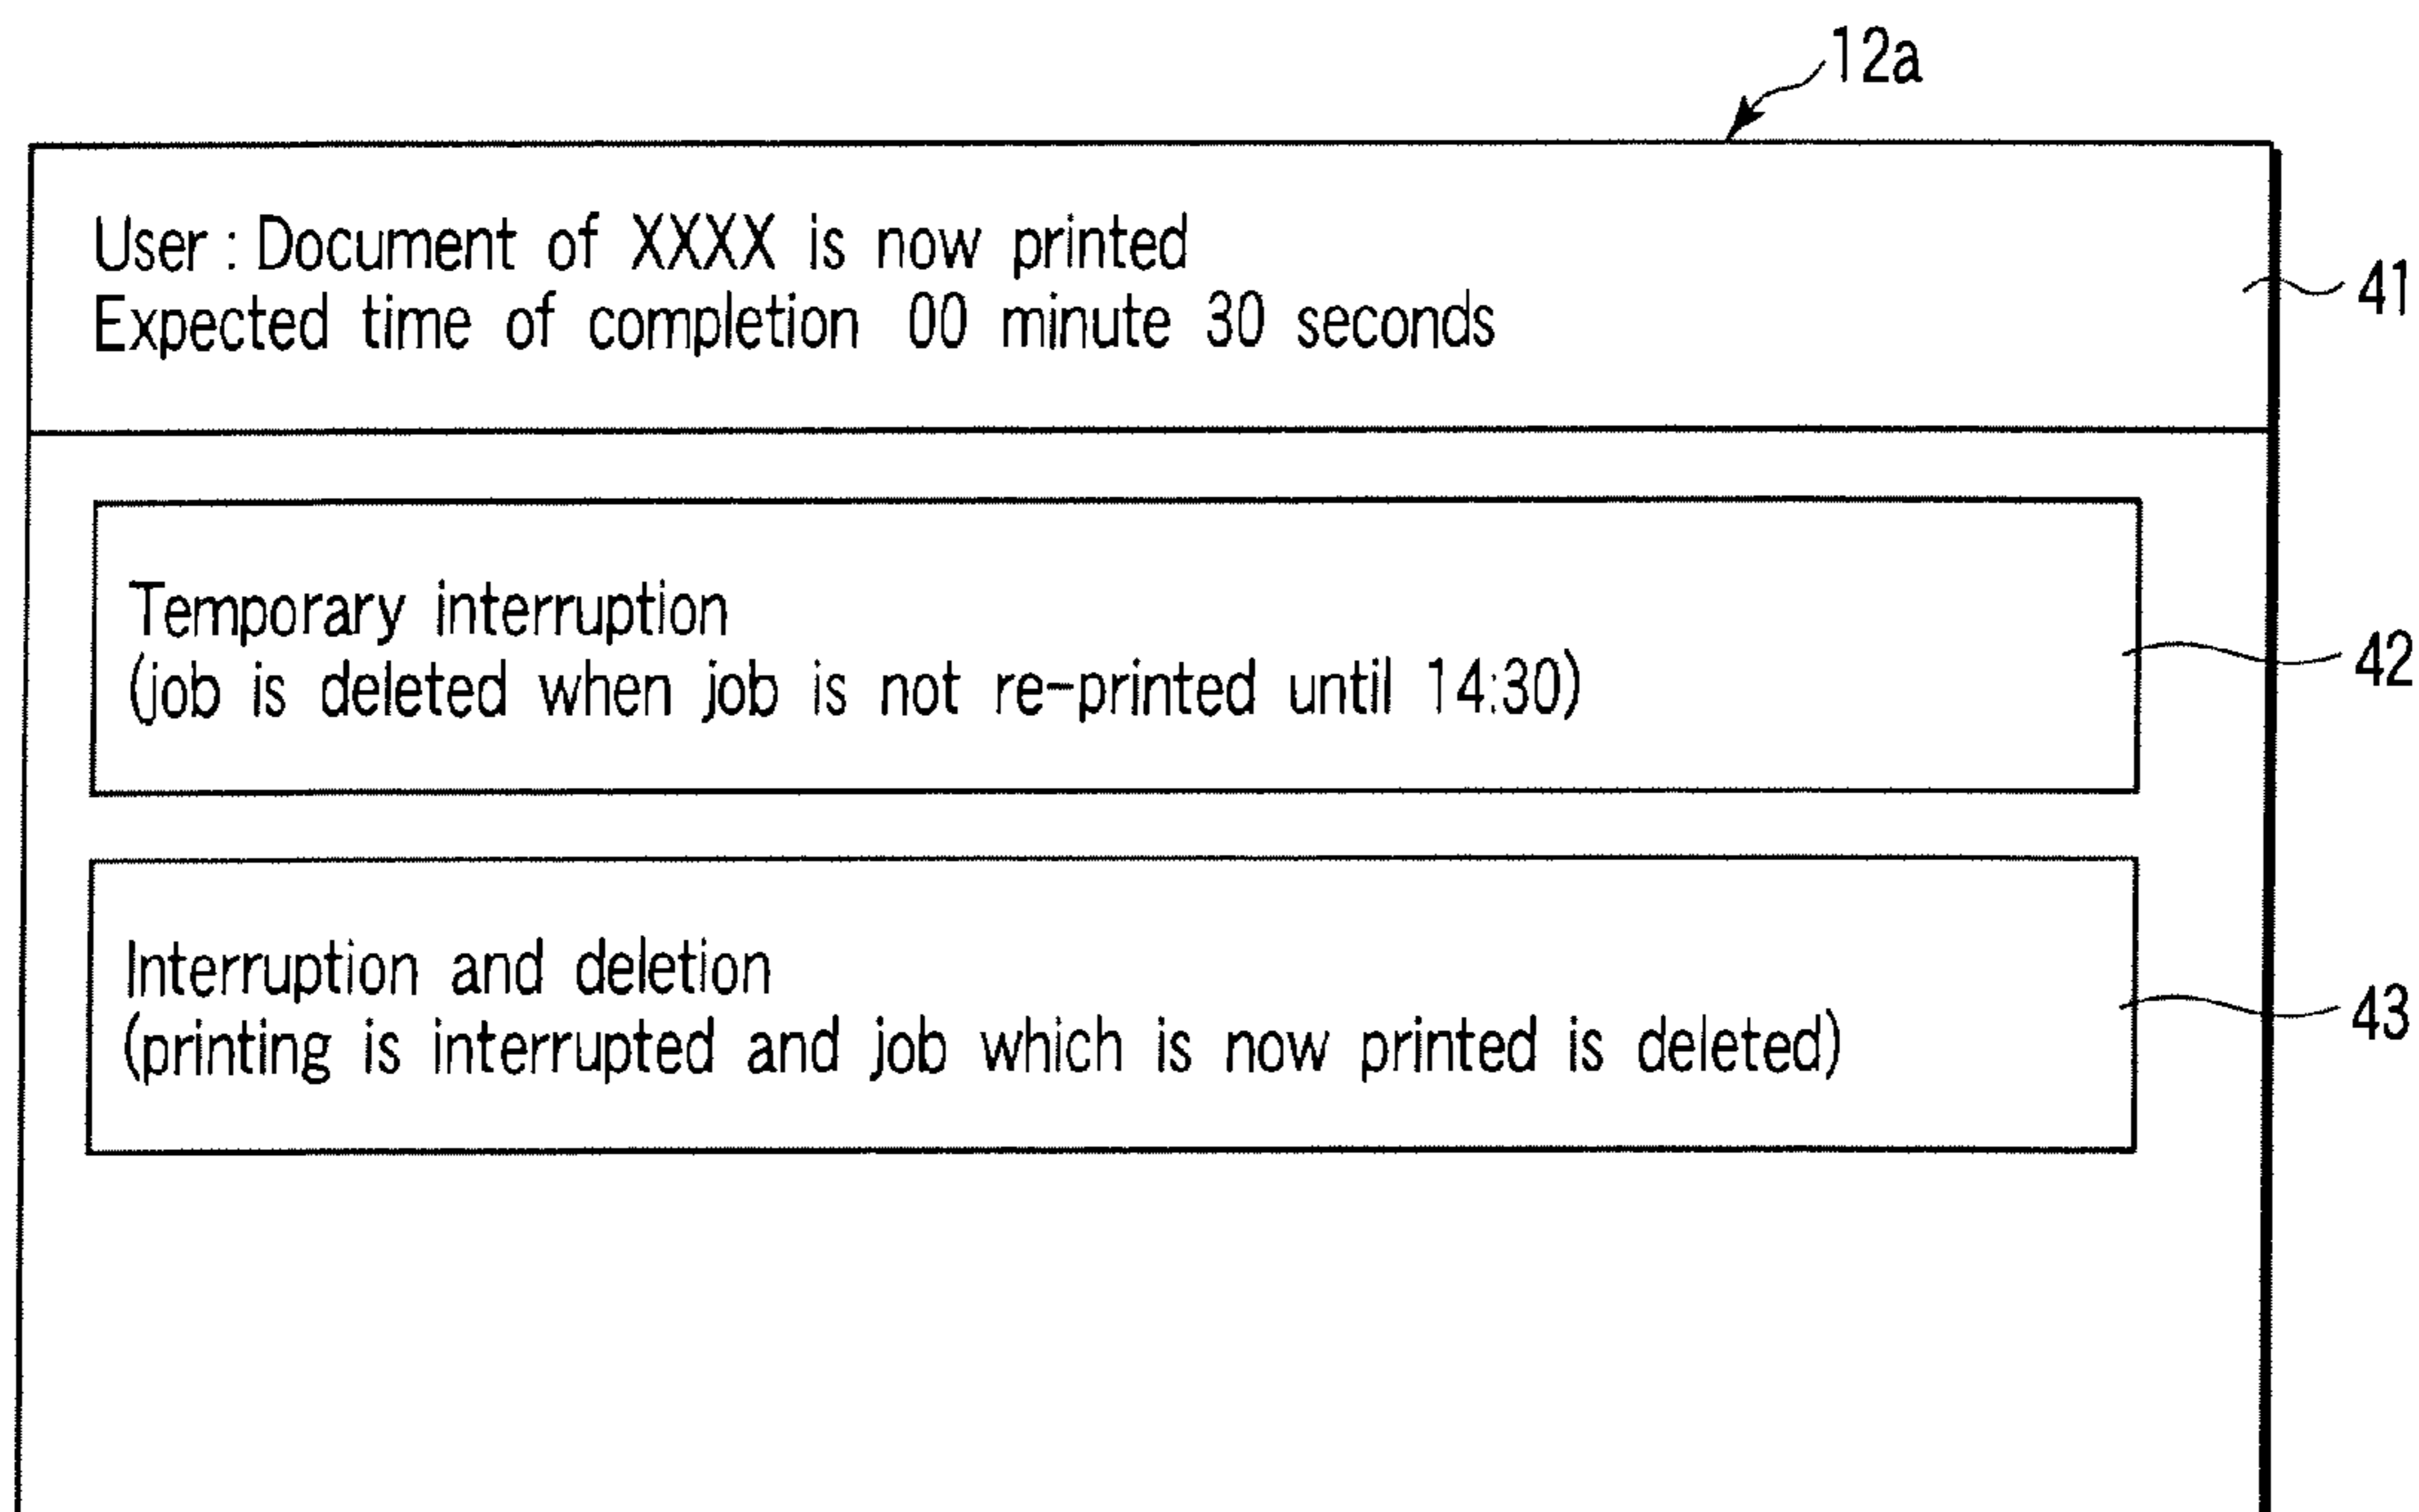 12a
User : Document of XXXX is now printed
Expected time of completion 00 minute 30 seconds
41
Temporary interruption
(job is deleted when job is not re-printed until 14:30)
42
Interruption and deletion
(printing is interrupted and job which is now printed is deleted)
43